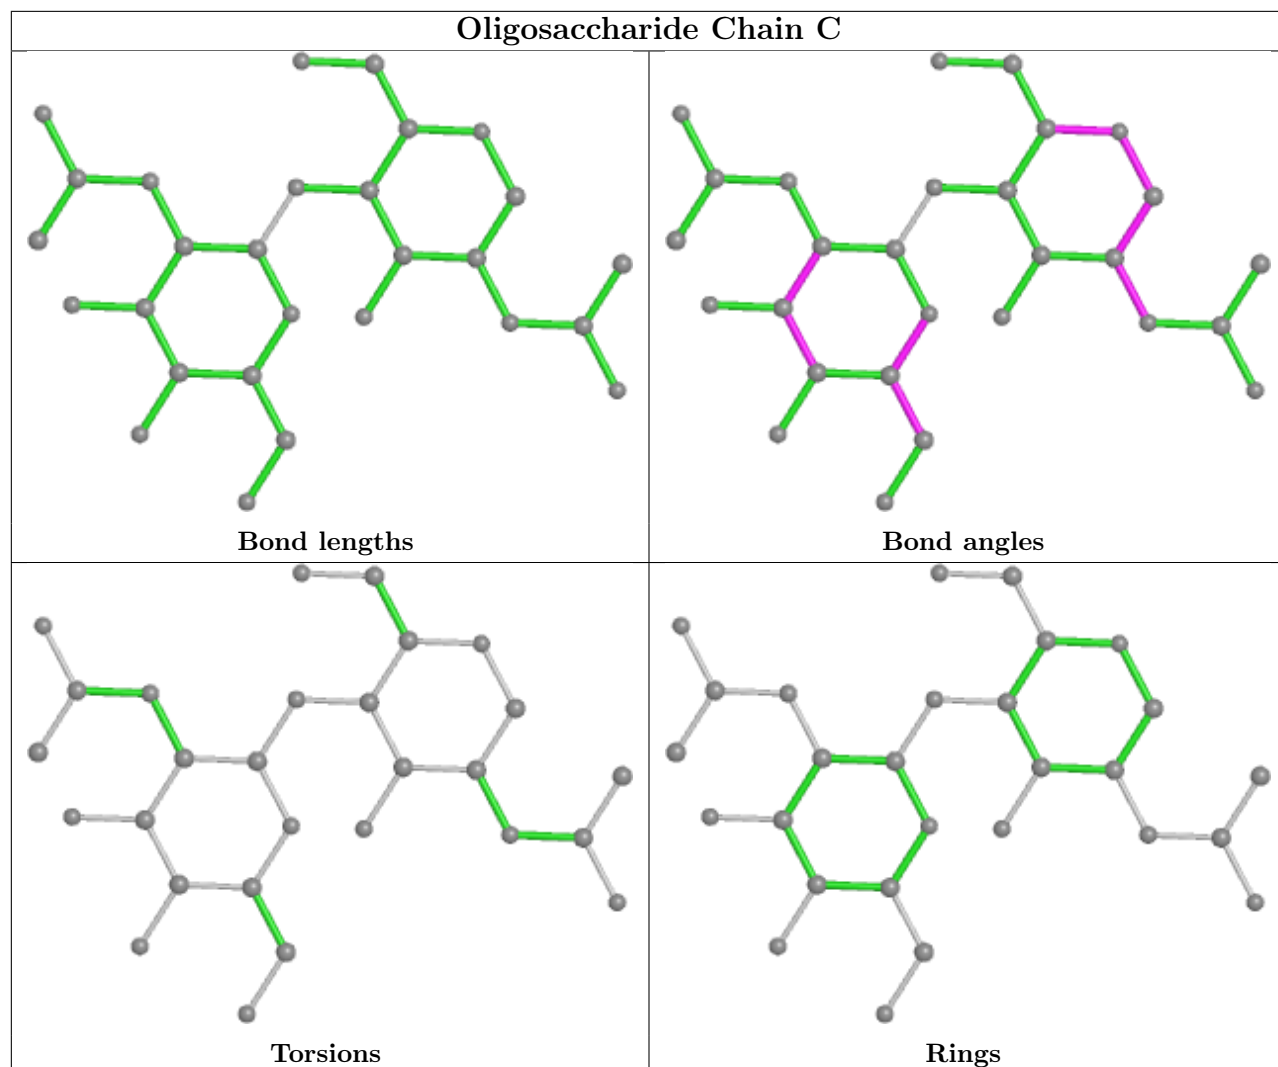 Oligosaccharide Chain C
Bond lengths
Bond angles
Torsions
Rings